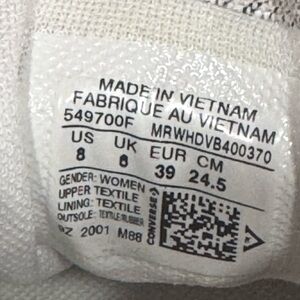 MADE IN VIETNAM
FABRIQUE AU VIETNAM
549700F MRWHDVB400370
US UK EUR CM
8 6 39 24.5
GENDER: WOMEN
UPPER: TEXTILE
LINING: TEXTILE
OUTSOLE: TEXTILE/RUBBER
2001 M88
CONVERSE